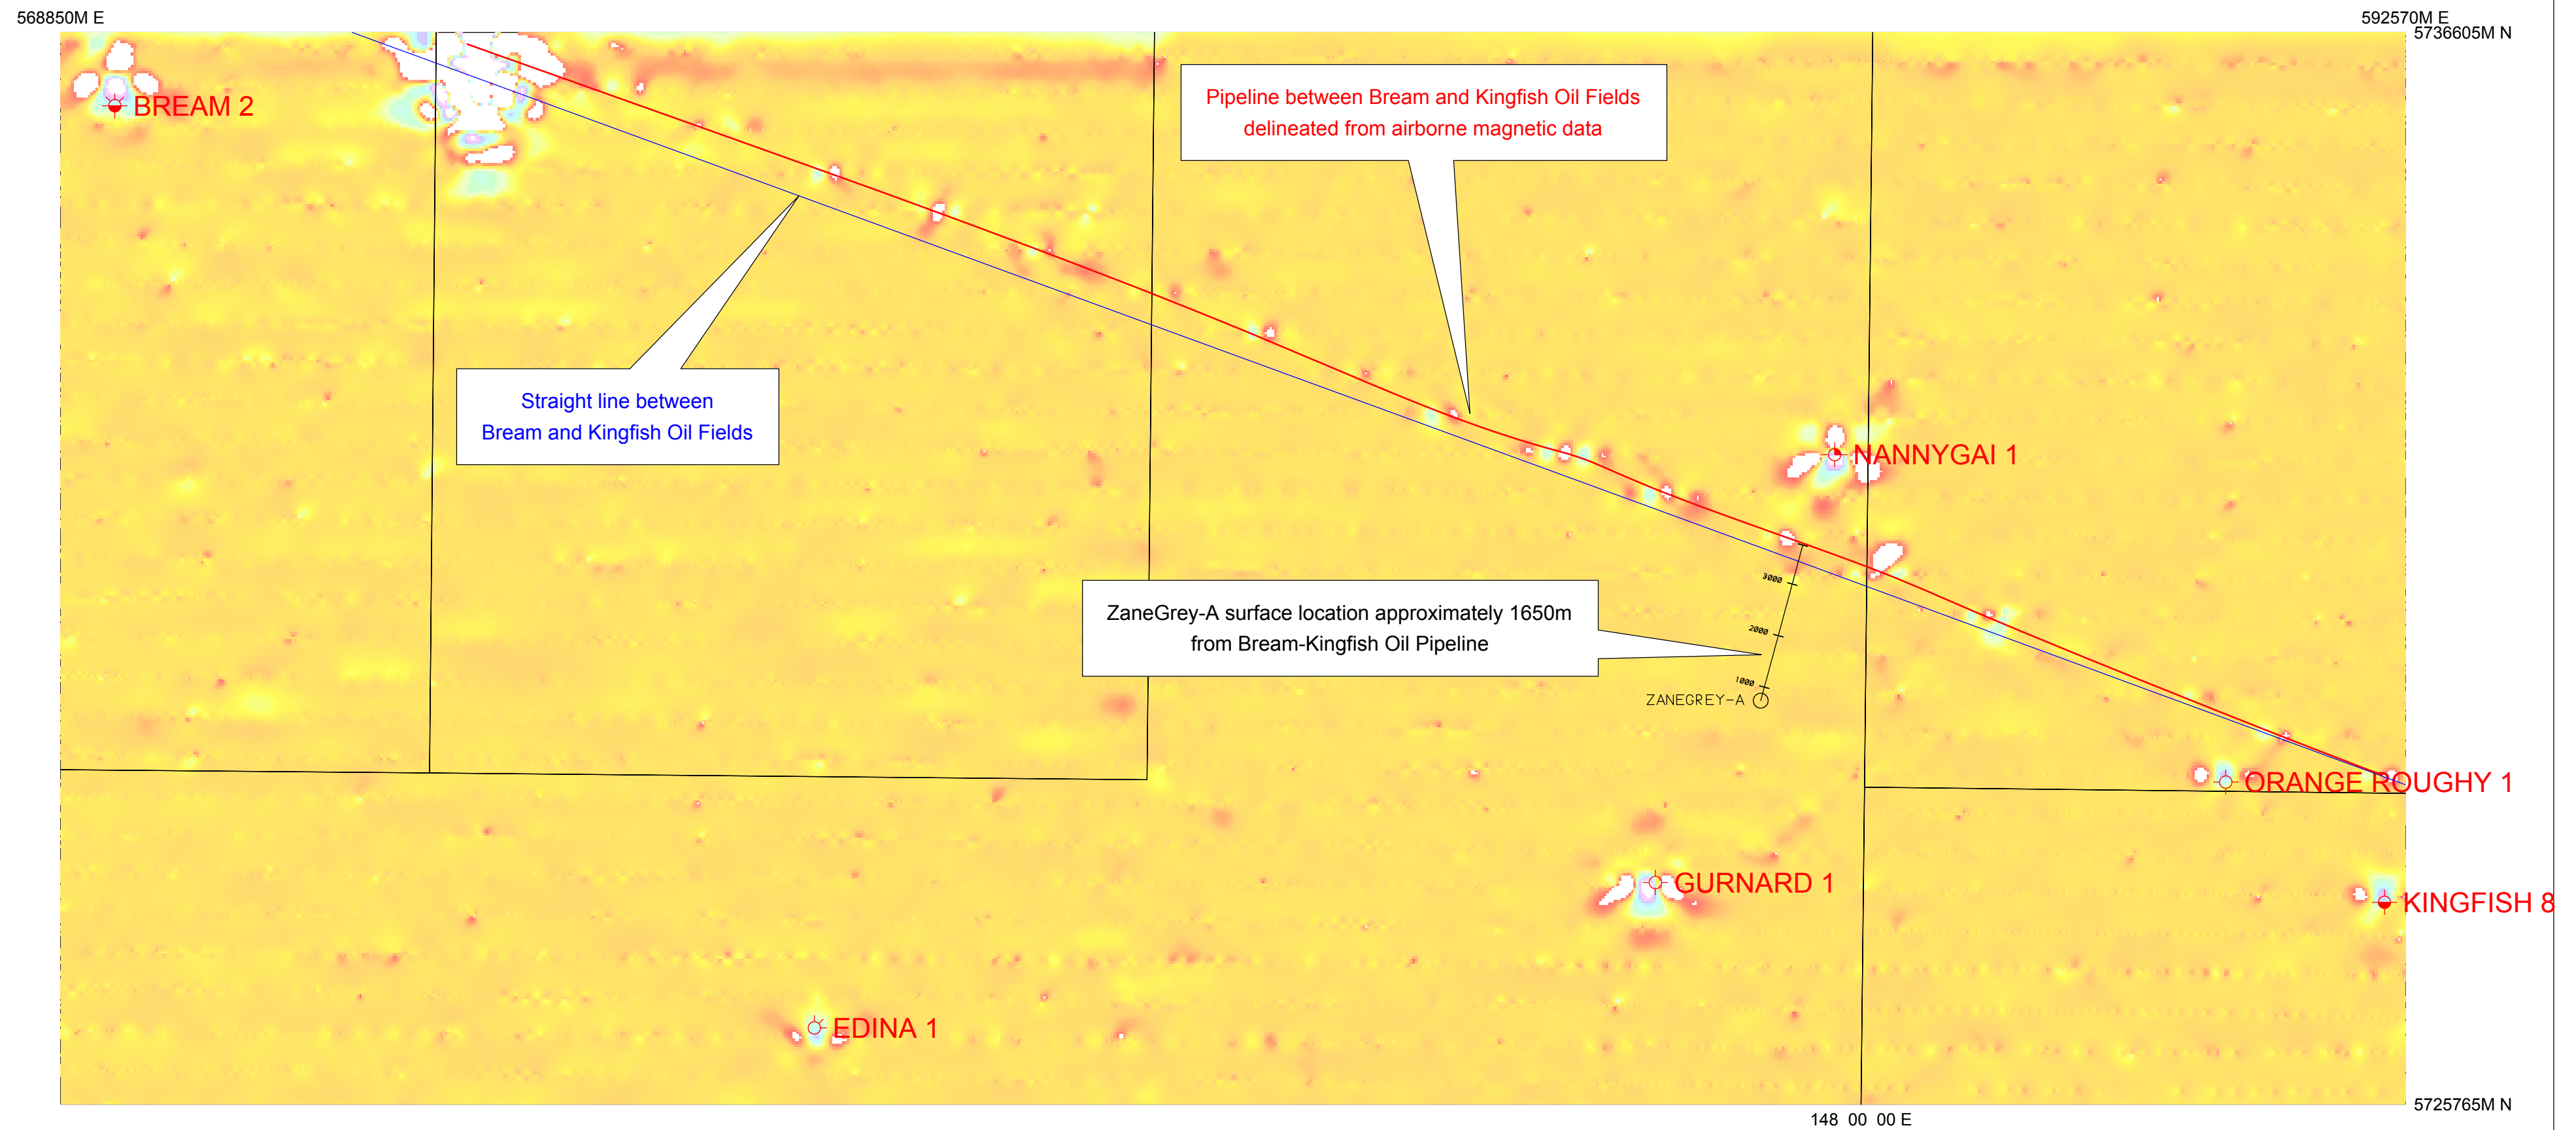 568850M E
592570M E
5736605M N
BREAM 2
Pipeline between Bream and Kingfish Oil Fields
delineated from airborne magnetic data
Straight line between
Bream and Kingfish Oil Fields
NANNYGAI 1
3000
ZaneGrey-A surface location approximately 1650m
from Bream-Kingfish Oil Pipeline
2000
1000
ZANEGREY-A
ORANGE ROUGHY 1
GURNARD 1
KINGFISH 8
EDINA 1
5725765M N
148 00 00 E